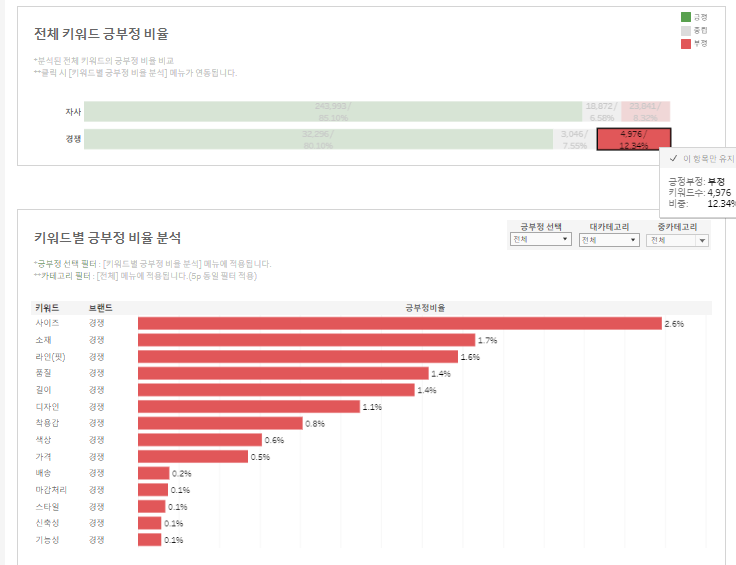 긍정
중립
부정
전체 키워드 긍부정 비율
*분석된 전체 키워드의 긍부정 비율 비교
**클릭 시 [키워드별 긍부정 비율 분석] 메뉴가 연동됩니다.
자사
18,872 /
23,841 /
6.58%
8.32%
경쟁
32,296 /
80.10%
3,046 /
7.55%
4,976 /
12.34%
✓ 이 항목만 유지
긍정부정: 부정
키워드수: 4,976
비중: 12.34%
키워드별 긍부정 비율 분석
긍부정 선택 대카테고리 중카테고리
전체 전체 전체
*긍부정 선택 필터 : [키워드별 긍부정 비율 분석] 메뉴에 적용됩니다.
**카테고리 필터 : [전체] 메뉴에 적용됩니다.(5p 동일 필터 적용)
키워드 브랜드 긍부정비율
사이즈 경쟁 2.6%
소재 경쟁 1.7%
라인(핏) 경쟁 1.6%
품질 경쟁 1.4%
길이 경쟁 1.4%
디자인 경쟁 1.1%
착용감 경쟁 0.8%
색상 경쟁 0.6%
가격 경쟁 0.5%
배송 경쟁 0.2%
마감처리 경쟁 0.1%
스타일 경쟁 0.1%
신축성 경쟁 0.1%
기능성 경쟁 0.1%